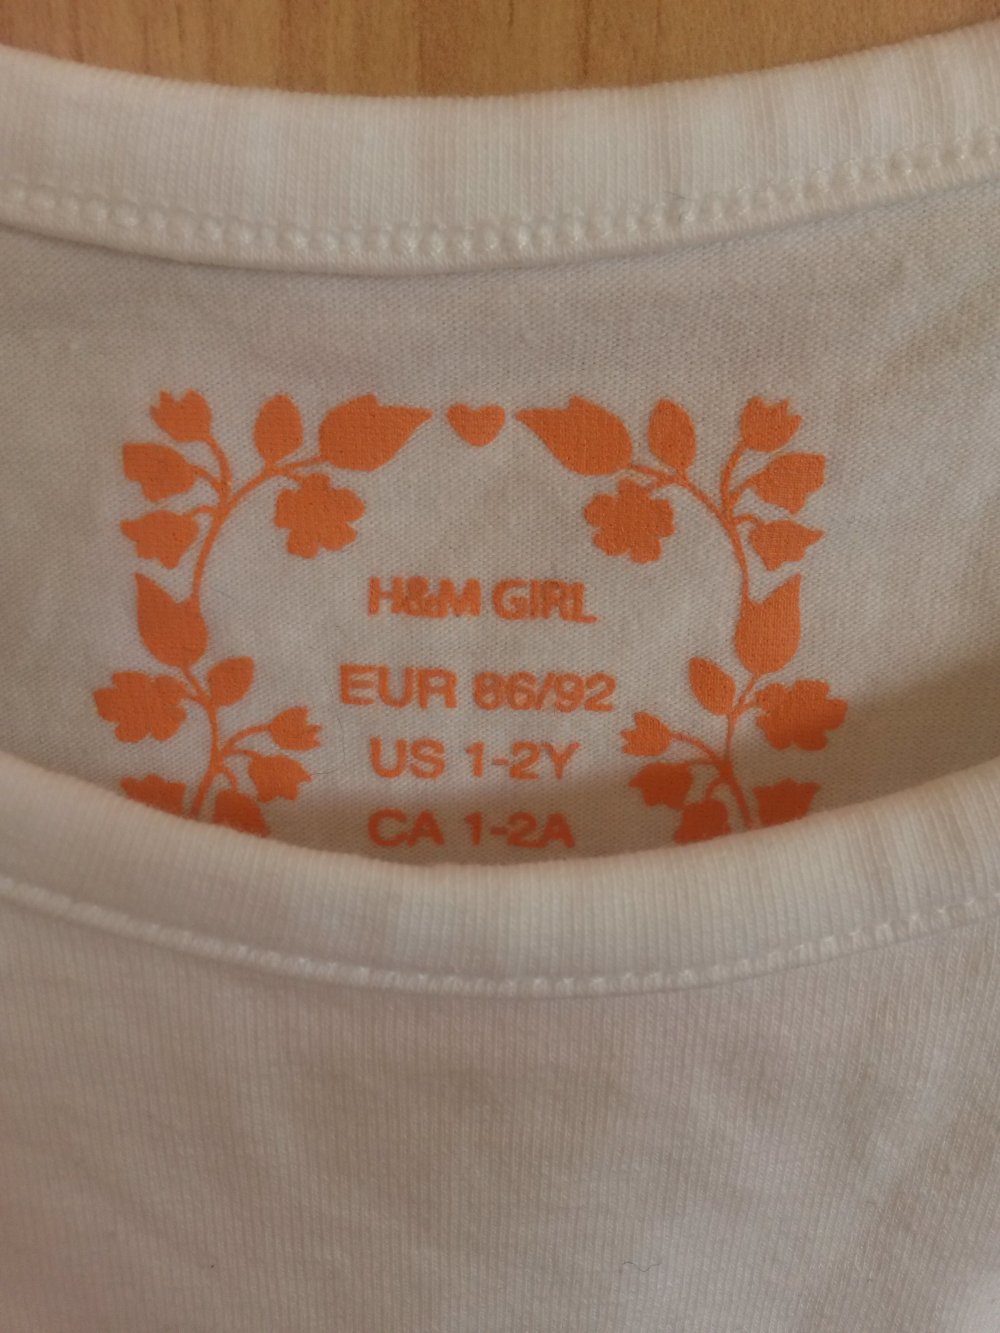 H&M GIRL
EUR 86/92
US 1-2Y
CA 1-2A